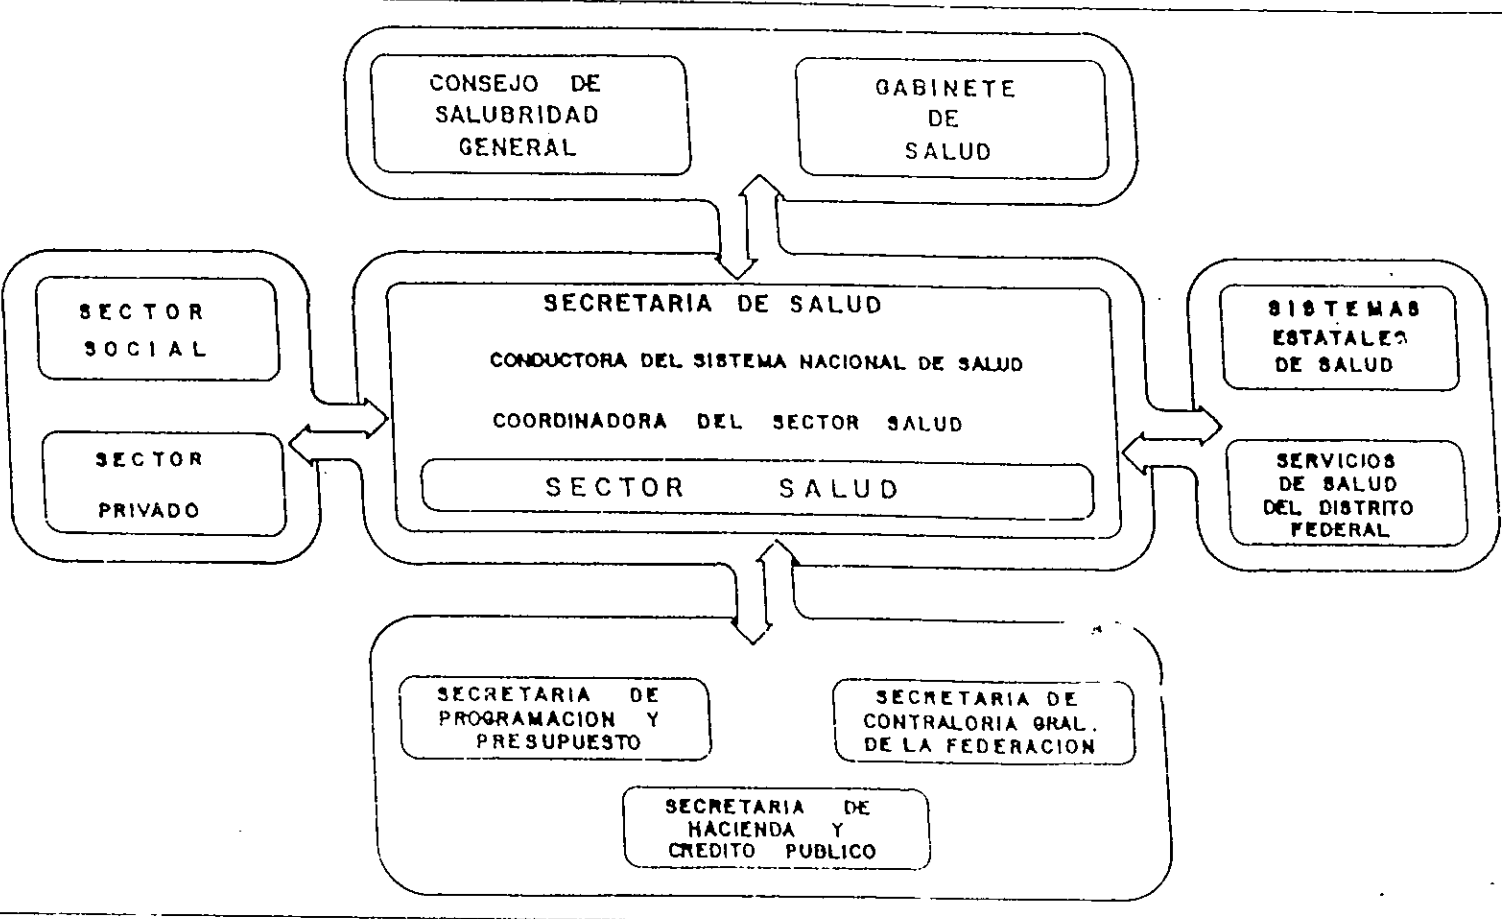 CONSEJO DE
SALUBRIDAD
GENERAL
GABINETE
DE
SALUD
SECTOR
SOCIAL
SECTOR
PRIVADO
SECRETARIA DE SALUD
CONDUCTORA DEL SISTEMA NACIONAL DE SALUD
COORDINADORA DEL SECTOR SALUD
SECTOR SALUD
SISTEMAS
ESTATALES
DE SALUD
SERVICIOS
DE SALUD
DEL DISTRITO
FEDERAL
SECRETARIA DE
PROGRAMACION Y
PRESUPUESTO
SECRETARIA DE
CONTRALORIA GRAL.
DE LA FEDERACION
SECRETARIA DE
HACIENDA Y
CREDITO PUBLICO